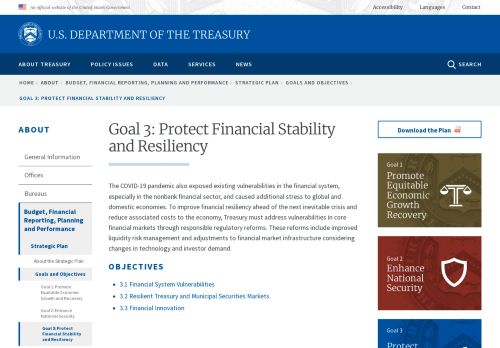 An official website of the United States Government
Accessibility
Languages
Contact
U.S. DEPARTMENT OF THE TREASURY
ABOUT TREASURY
POLICY ISSUES
DATA
SERVICES
NEWS
SEARCH
HOME › ABOUT › BUDGET, FINANCIAL REPORTING, PLANNING AND PERFORMANCE › STRATEGIC PLAN › GOALS AND OBJECTIVES ›
GOAL 3: PROTECT FINANCIAL STABILITY AND RESILIENCY
ABOUT
General Information
Offices
Bureaus
Budget, Financial
Reporting, Planning
and Performance
Strategic Plan
About the Strategic Plan
Goals and Objectives
Goal 1: Promote
Equitable Economic
Growth and Recovery
Goal 2: Enhance
National Security
Goal 3: Protect
Financial Stability
and Resiliency
Goal 3: Protect Financial Stability
and Resiliency
The COVID-19 pandemic also exposed existing vulnerabilities in the financial system,
especially in the nonbank financial sector, and caused additional stress to global and
domestic economies. To improve financial resiliency ahead of the next inevitable crisis and
reduce associated costs to the economy, Treasury must address vulnerabilities in core
financial markets through responsible regulatory reforms. These reforms include improved
liquidity risk management and adjustments to financial market infrastructure considering
changes in technology and investor demand.
OBJECTIVES
3.1 Financial System Vulnerabilities
3.2 Resilient Treasury and Municipal Securities Markets
3.3 Financial Innovation
Download the Plan
Goal 1
Promote
Equitable
Economic
Growth
Recovery
Goal 2
Enhance
National
Security
Goal 3
Protect